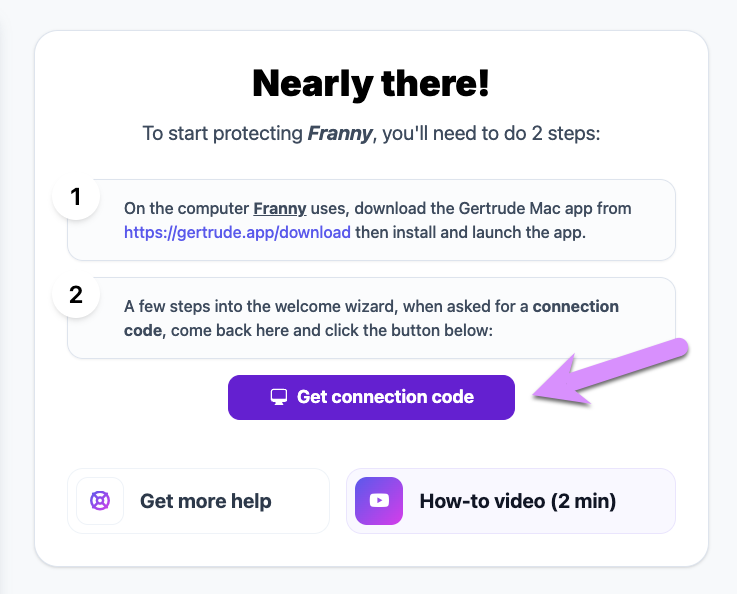 Nearly there!
To start protecting Franny, you'll need to do 2 steps:
1
On the computer Franny uses, download the Gertrude Mac app from
https://gertrude.app/download then install and launch the app.
2
A few steps into the welcome wizard, when asked for a connection
code, come back here and click the button below:
Get connection code
Get more help
How-to video (2 min)